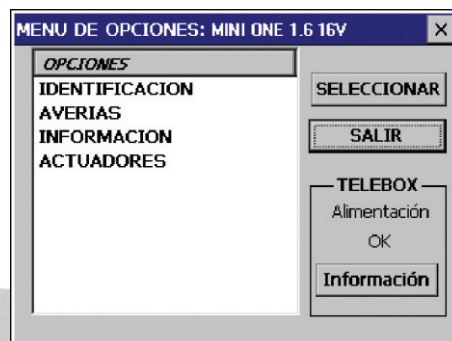 MENU DE OPCIONES: MINI ONE 1.6 16V
OPCIONES
IDENTIFICACION
AVERIAS
INFORMACION
ACTUADORES
SELECCIONAR
SALIR
TELEBOX
Alimentación
OK
Información